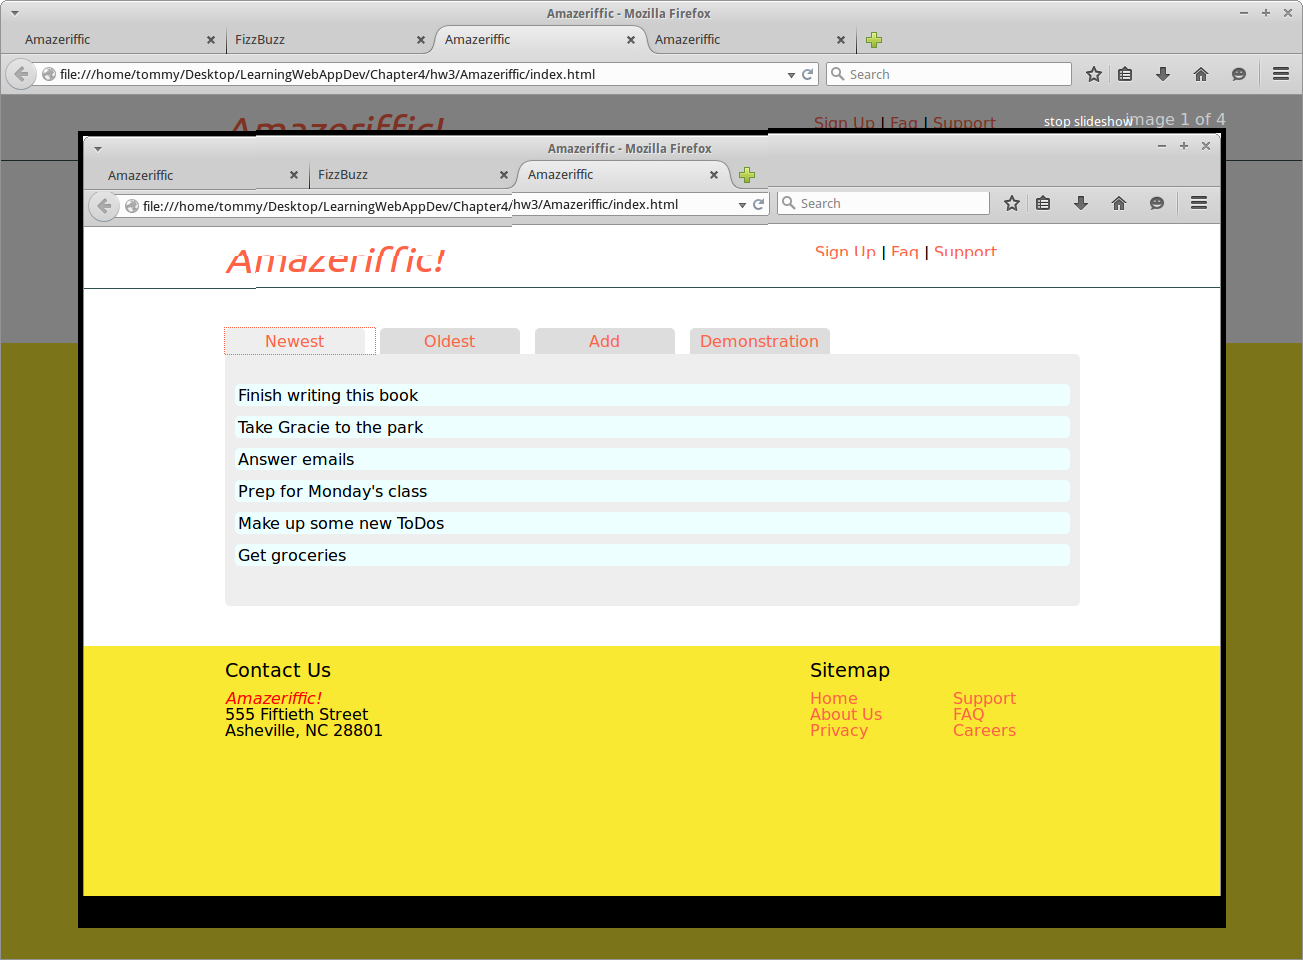 Amazeriffic - Mozilla Firefox
Amazeriffic FizzBuzz Amazeriffic Amazeriffic
file:///home/tommy/Desktop/LearningWebAppDev/Chapter4/hw3/Amazeriffic/index.html Search
Amazeriffic! Sign Up | Faq | Support stop slideshow image 1 of 4
Amazeriffic - Mozilla Firefox
Amazeriffic FizzBuzz Amazeriffic
file:///home/tommy/Desktop/LearningWebAppDev/Chapter4/hw3/Amazeriffic/index.html Search
Amazeriffic! Sign Up | Faq | Support
Newest Oldest Add Demonstration
Finish writing this book
Take Gracie to the park
Answer emails
Prep for Monday's class
Make up some new ToDos
Get groceries
Contact Us
Amazeriffic!
555 Fiftieth Street
Asheville, NC 28801
Sitemap
Home Support
About Us FAQ
Privacy Careers